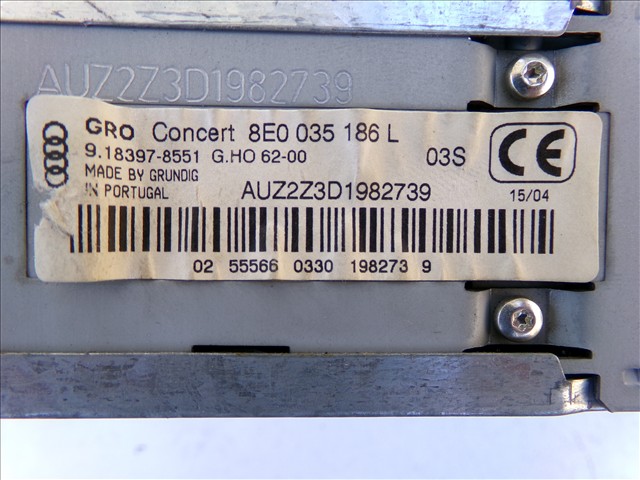 AUZ2Z3D1982739
GRO Concert 8E0 035 186 L
9.18397-8551 G.HO 62-00 03S
MADE BY GRUNDIG
IN PORTUGAL AUZ2Z3D1982739
CE
15/04
02 55566 0330 198273 9